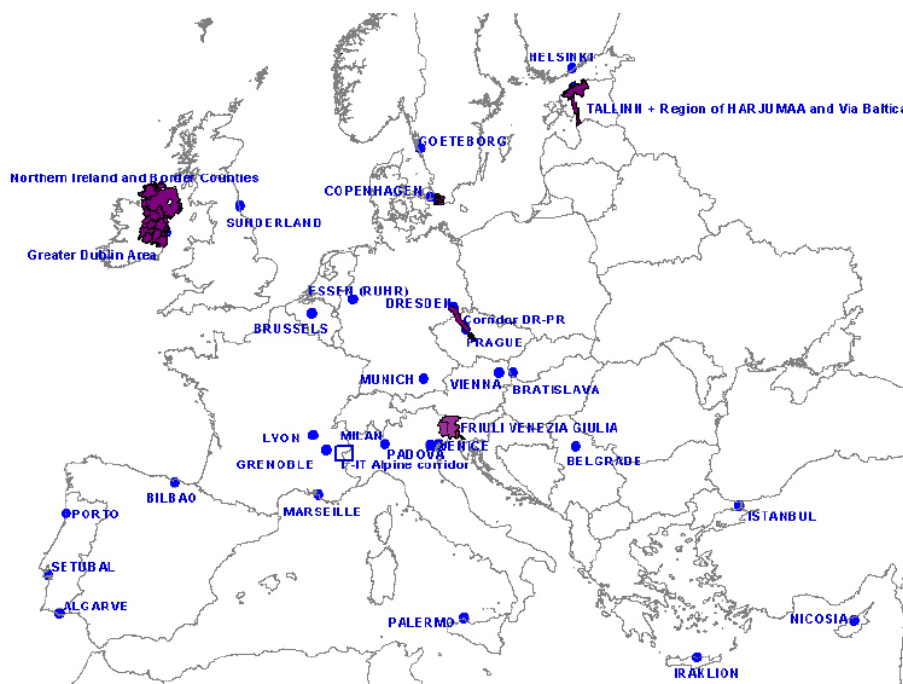 HELSINKI
TALLINN + Region of HARJUMAA and Via Baltica
GOETEBORG
Northern Ireland and Border Counties
COPENHAGEN
SUNDERLAND
Greater Dublin Area
ESSEN (RUHR)
DRESDEN
Corridor DR-PR
BRUSSELS
PRAGUE
MUNICH
VIENNA
BRATISLAVA
FRIULI VENEZIA GIULIA
LYON
MILAN
VENICE
PADOVA
BELGRADE
GRENOBLE
F-IT Alpine corridor
BILBAO
MARSEILLE
PORTO
ISTANBUL
SETUBAL
ALGARVE
PALERMO
NICOSIA
IRAKLION